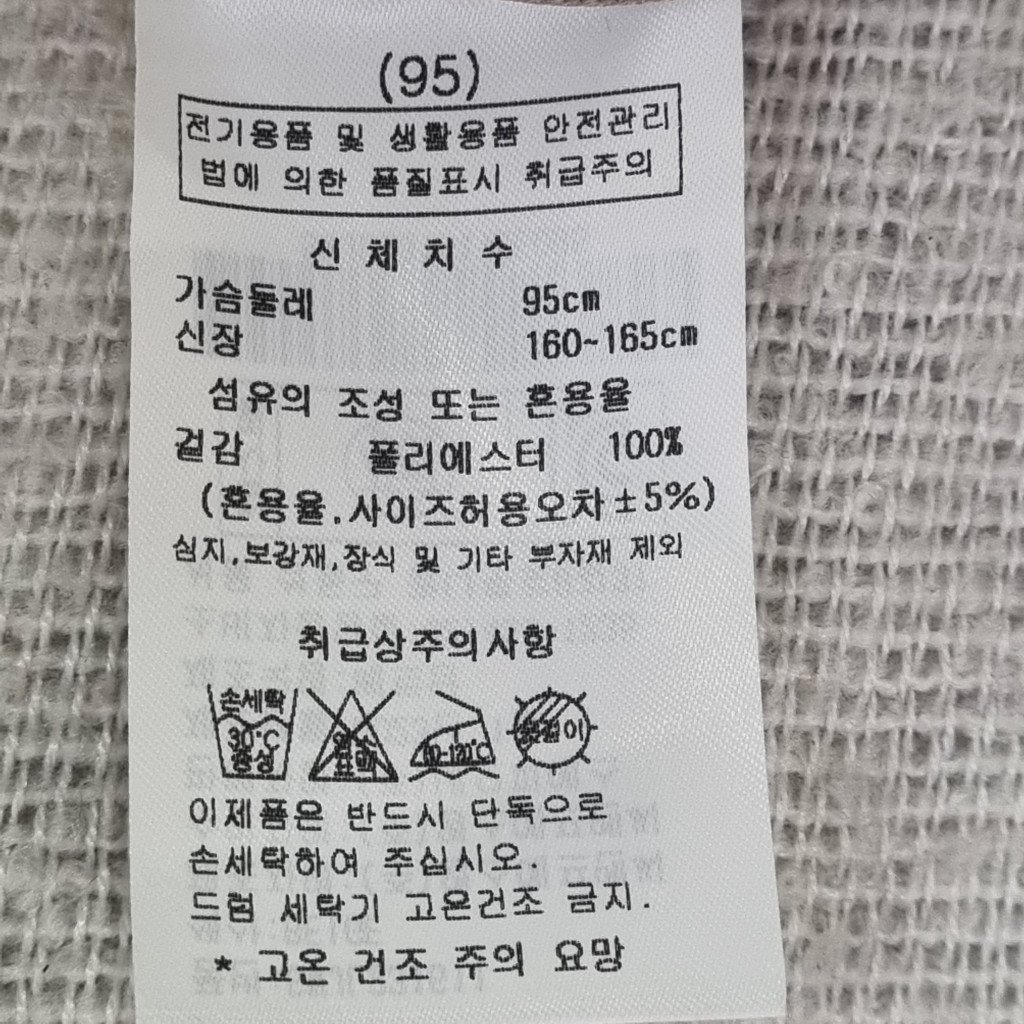 (95)
전기용품 및 생활용품 안전관리
법에 의한 품질표시 취급주의
신 체 치 수
가슴둘레 95cm
신장 160~165cm
섬유의 조성 또는 혼용율
겉감 폴리에스터 100%
(혼용율.사이즈허용오차±5%)
심지,보강재,장식 및 기타 부자재 제외
취급상주의사항
손세탁
30°C
중성
이제품은 반드시 단독으로
손세탁하여 주십시오.
드럼 세탁기 고온건조 금지.
* 고온 건조 주의 요망